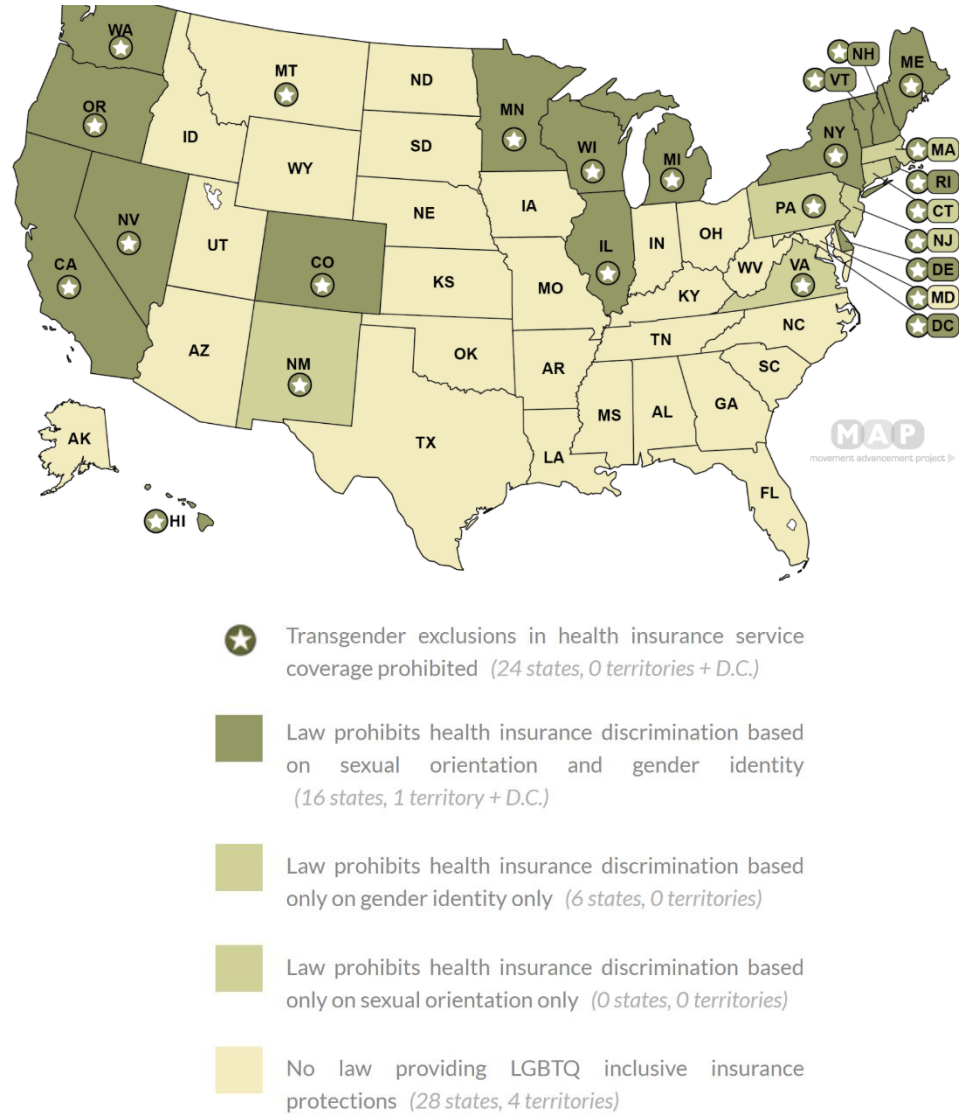 WA
MT
ND
MN
NH
VT
ME
OR
ID
SD
WI
MI
NY
MA
WY
RI
NE
IA
PA
CT
NV
UT
CO
IL
IN
OH
NJ
CA
KS
MO
WV
VA
DE
KY
MD
NC
DC
AZ
NM
OK
TN
AR
SC
MS
AL
GA
TX
LA
AK
FL
HI
MAP
movement advancement project
Transgender exclusions in health insurance service
coverage prohibited (24 states, 0 territories + D.C.)
Law prohibits health insurance discrimination based
on sexual orientation and gender identity
(16 states, 1 territory + D.C.)
Law prohibits health insurance discrimination based
only on gender identity only (6 states, 0 territories)
Law prohibits health insurance discrimination based
only on sexual orientation only (0 states, 0 territories)
No law providing LGBTQ inclusive insurance
protections (28 states, 4 territories)